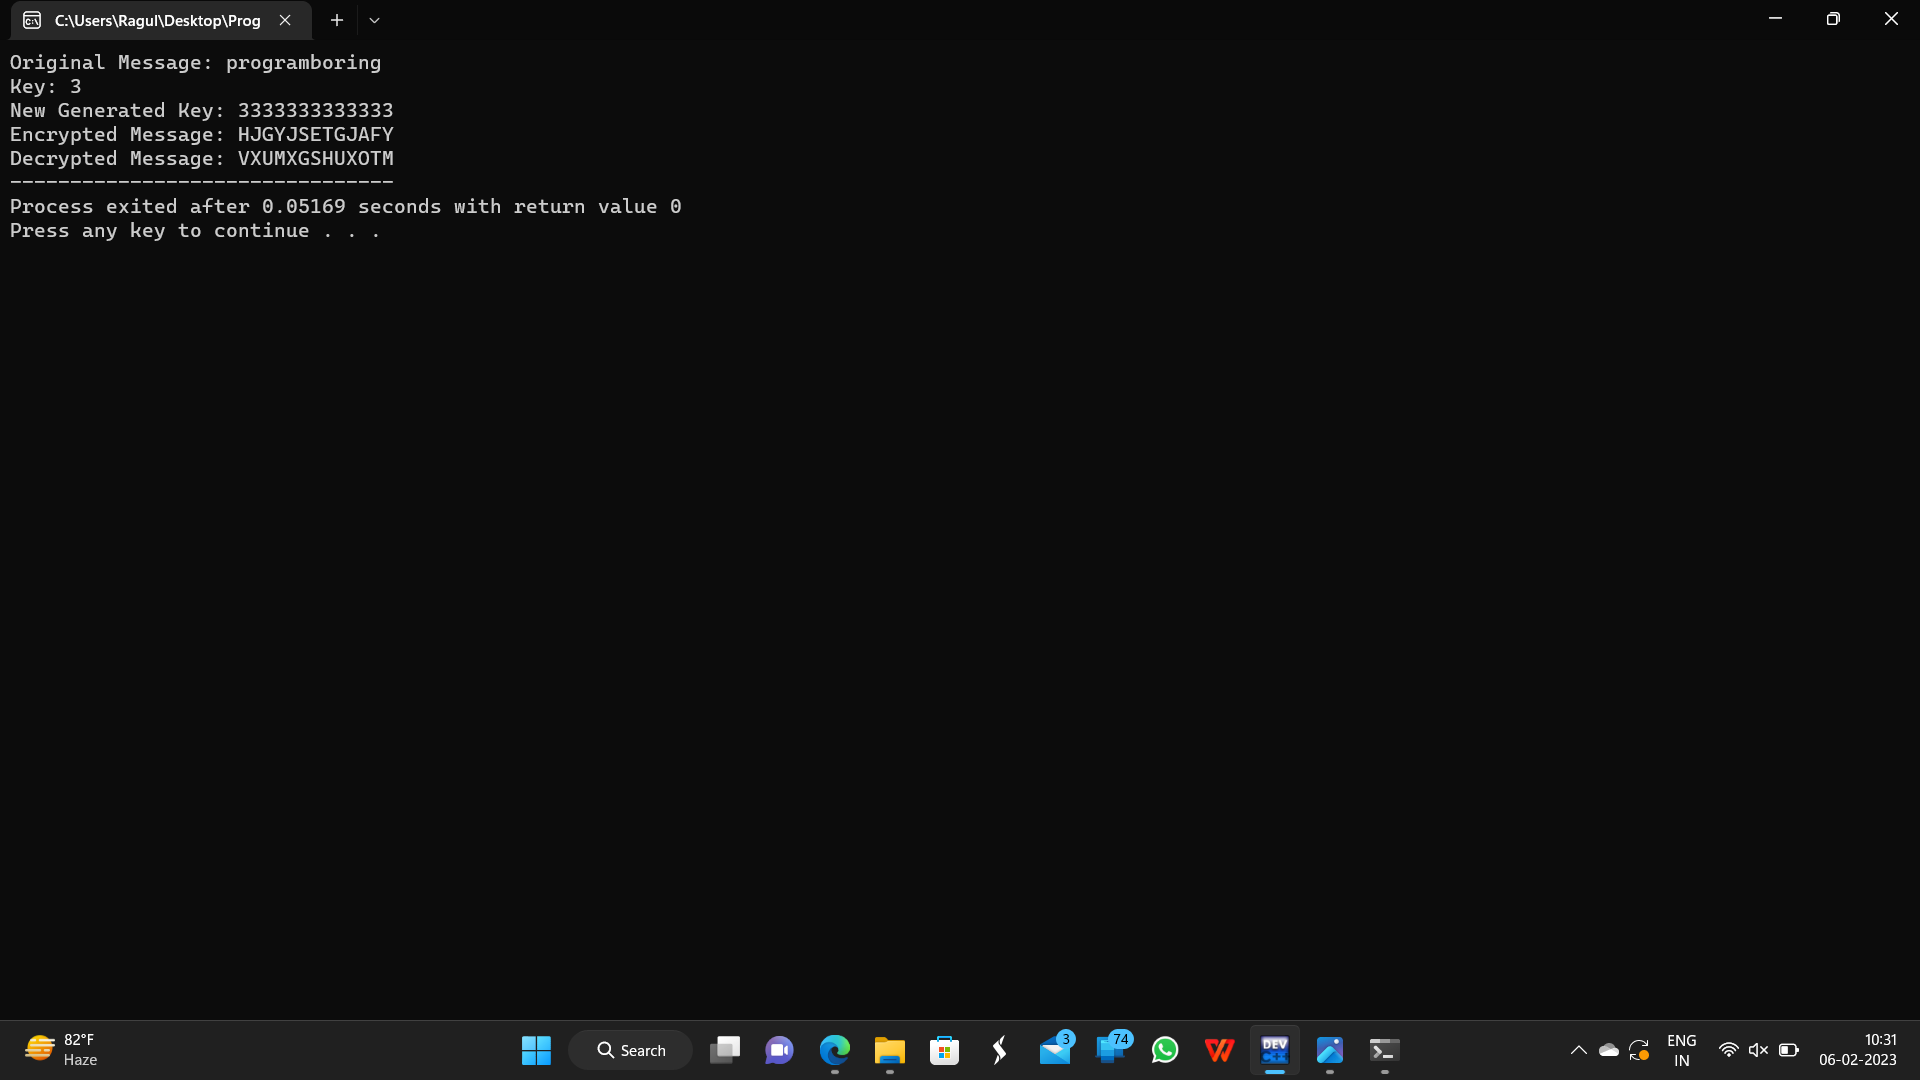 C:\Users\Ragul\Desktop\Prog
Original Message: programboring
Key: 3
New Generated Key: 3333333333333
Encrypted Message: HJGYJSETGJAFY
Decrypted Message: VXUMXGSHUXOTM
--------------------------------
Process exited after 0.05169 seconds with return value 0
Press any key to continue . . .
82°F
Haze
Search
3
74
DEV
C++
ENG
IN
10:31
06-02-2023